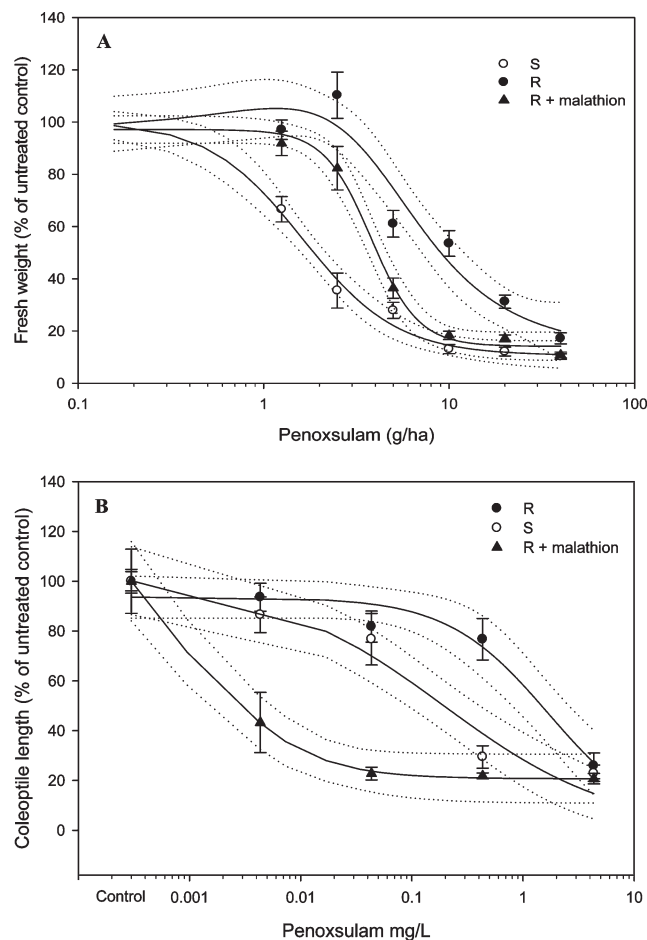 A
S
R
R + malathion
Fresh weight (% of untreated control)
140
120
100
80
60
40
20
0
0.1
1
10
100
Penoxsulam (g/ha)
B
R
S
R + malathion
Coleoptile length (% of untreated control)
140
120
100
80
60
40
20
0
Control
0.001
0.01
0.1
1
10
Penoxsulam mg/L